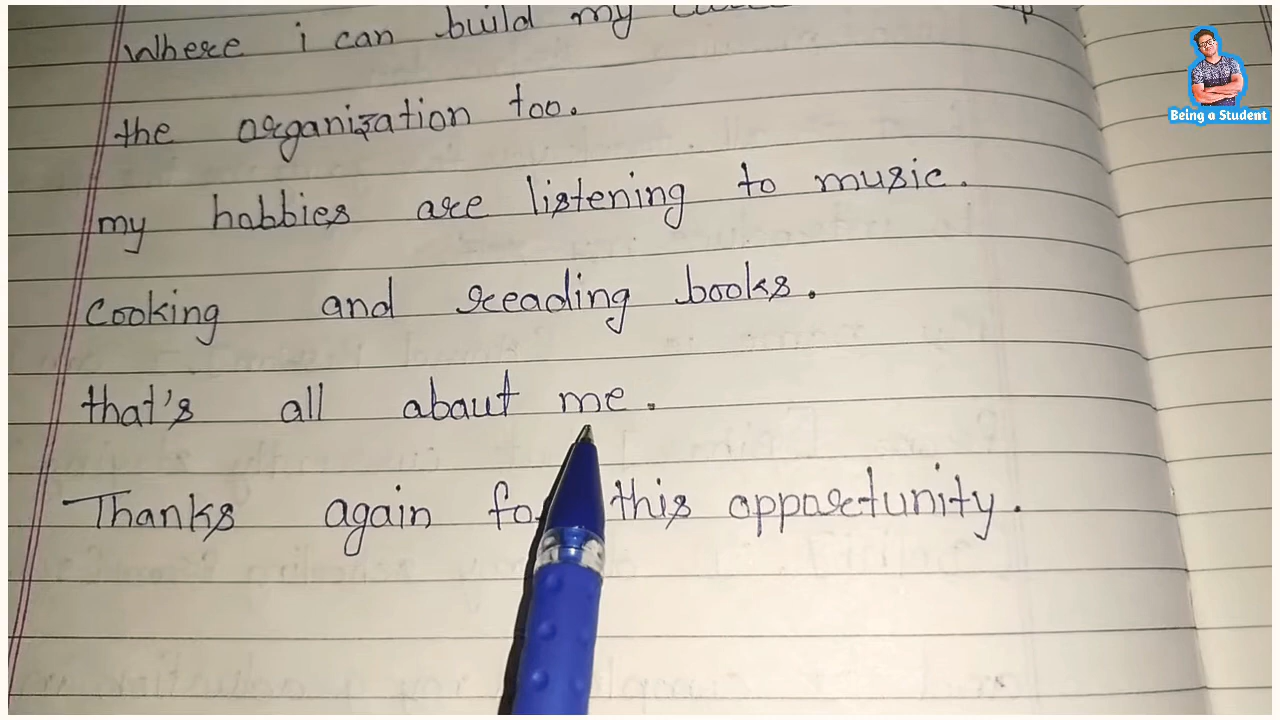 Where i can build my
the organization too.
my hobbies are listening to music.
Cooking and reading books.
that's all about me.
Thanks again for this opportunity.
Being a Student